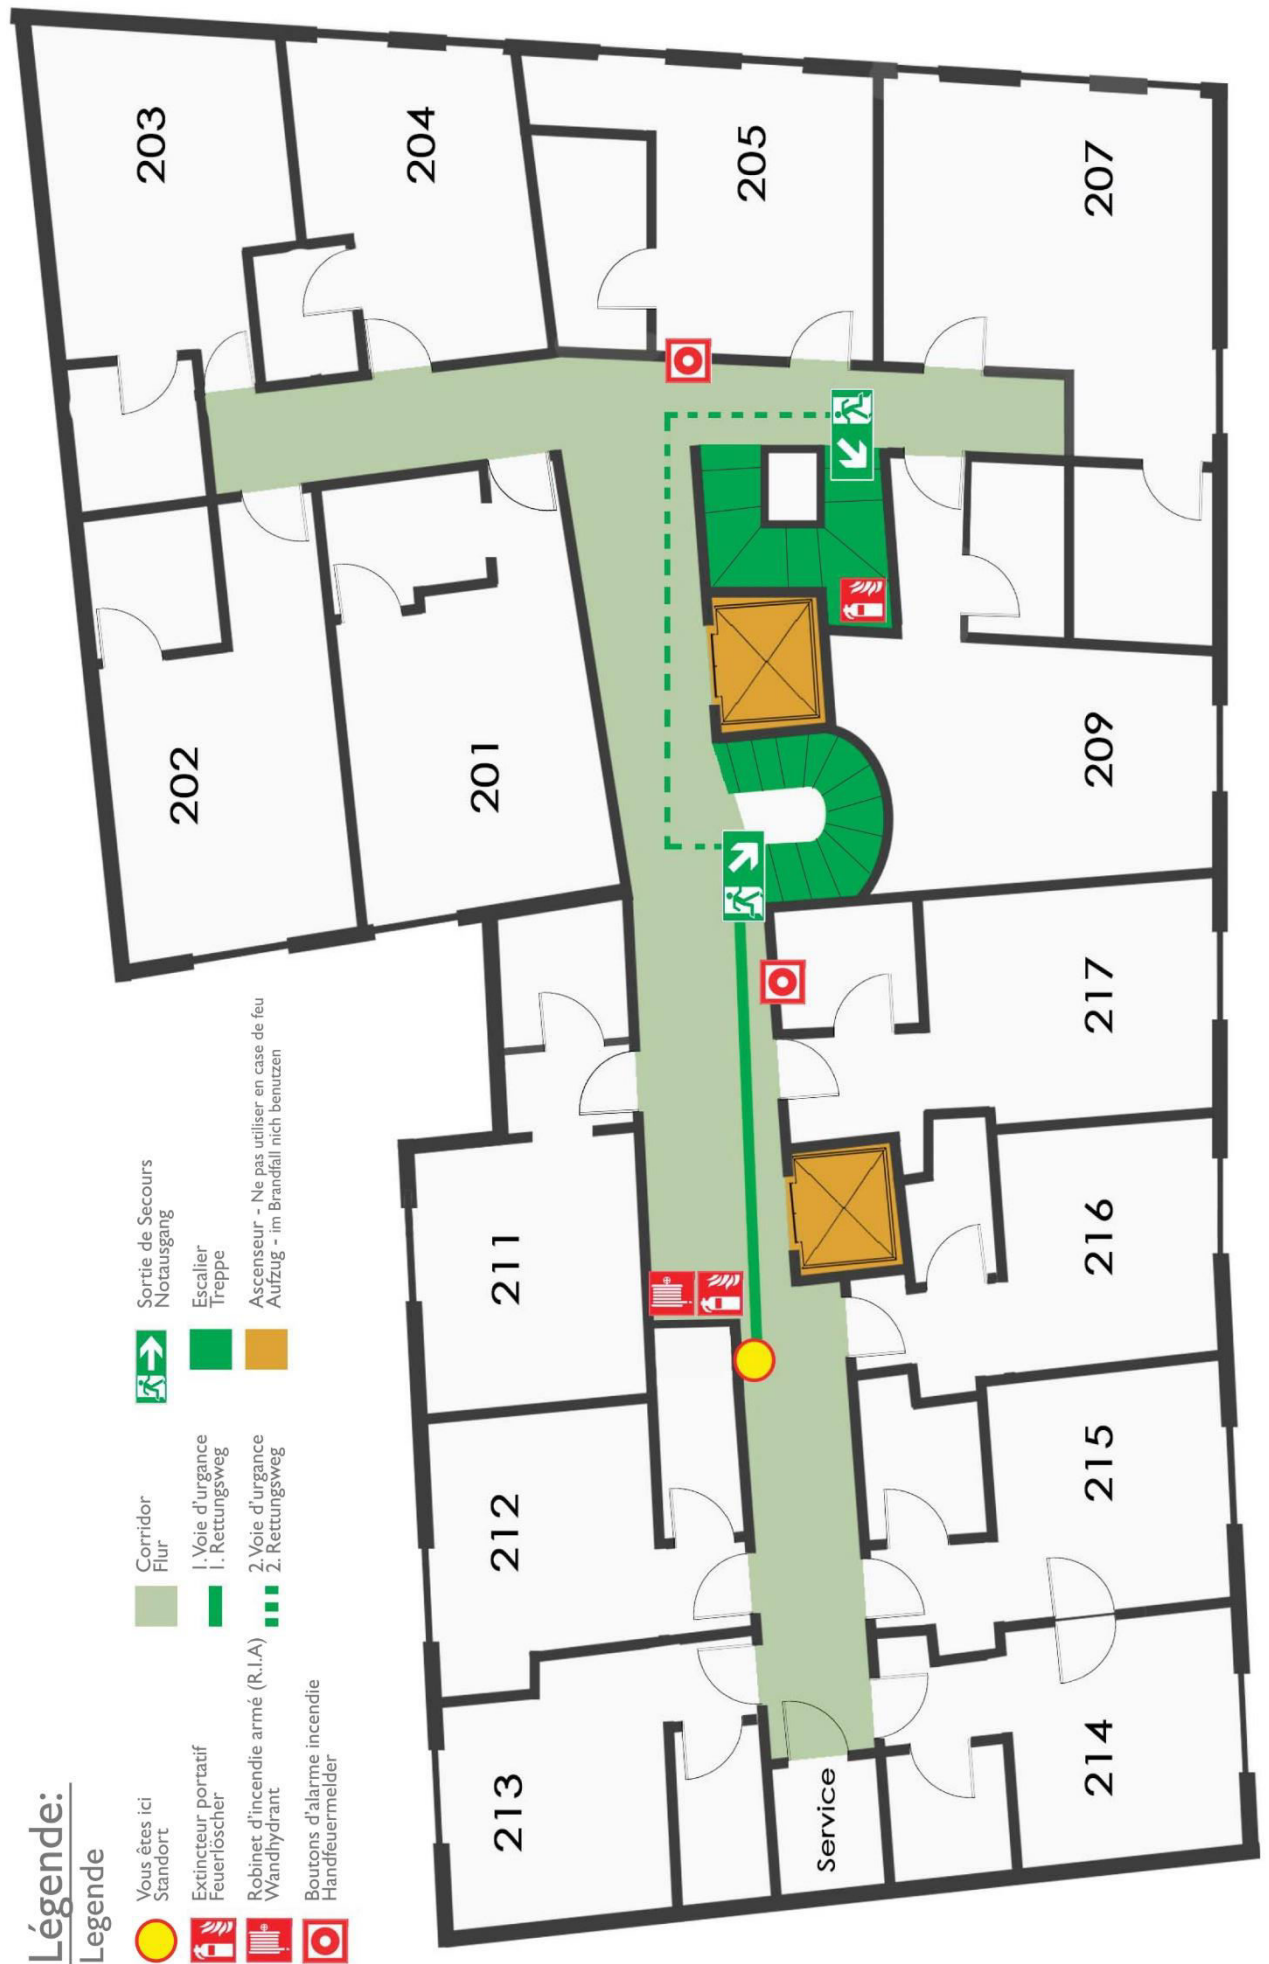 Légende:
Legende
Vous êtes ici
Standort
Extincteur portatif
Feuerlöscher
Robinet d'incendie armé (R.I.A)
Wandhydrant
Boutons d'alarme incendie
Handfeuermelder
Corridor
Flur
1. Voie d'urgance
1. Rettungsweg
2. Voie d'urgance
2. Rettungsweg
Sortie de Secours
Notausgang
Escalier
Treppe
Ascenseur - Ne pas utiliser en case de feu
Aufzug - im Brandfall nich benutzen
213
212
211
202
201
203
204
205
207
209
217
216
215
214
Service